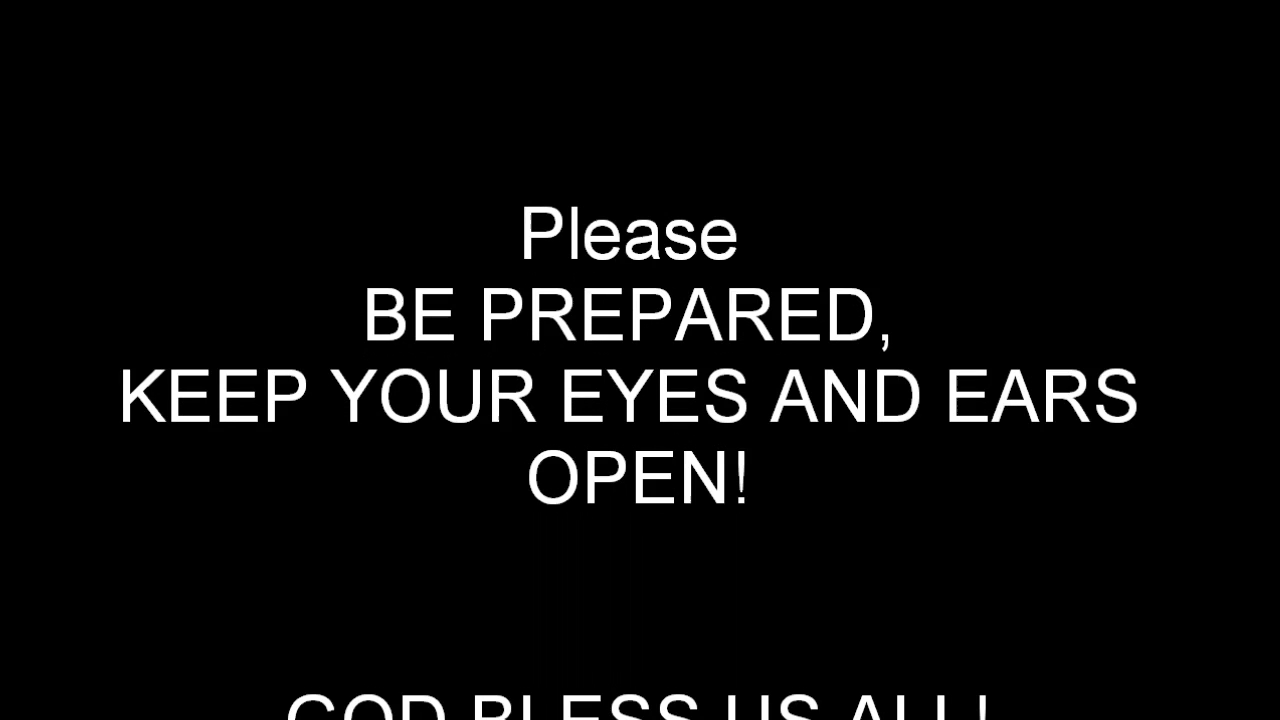 Please
BE PREPARED,
KEEP YOUR EYES AND EARS
OPEN!
GOD BLESS US ALL!